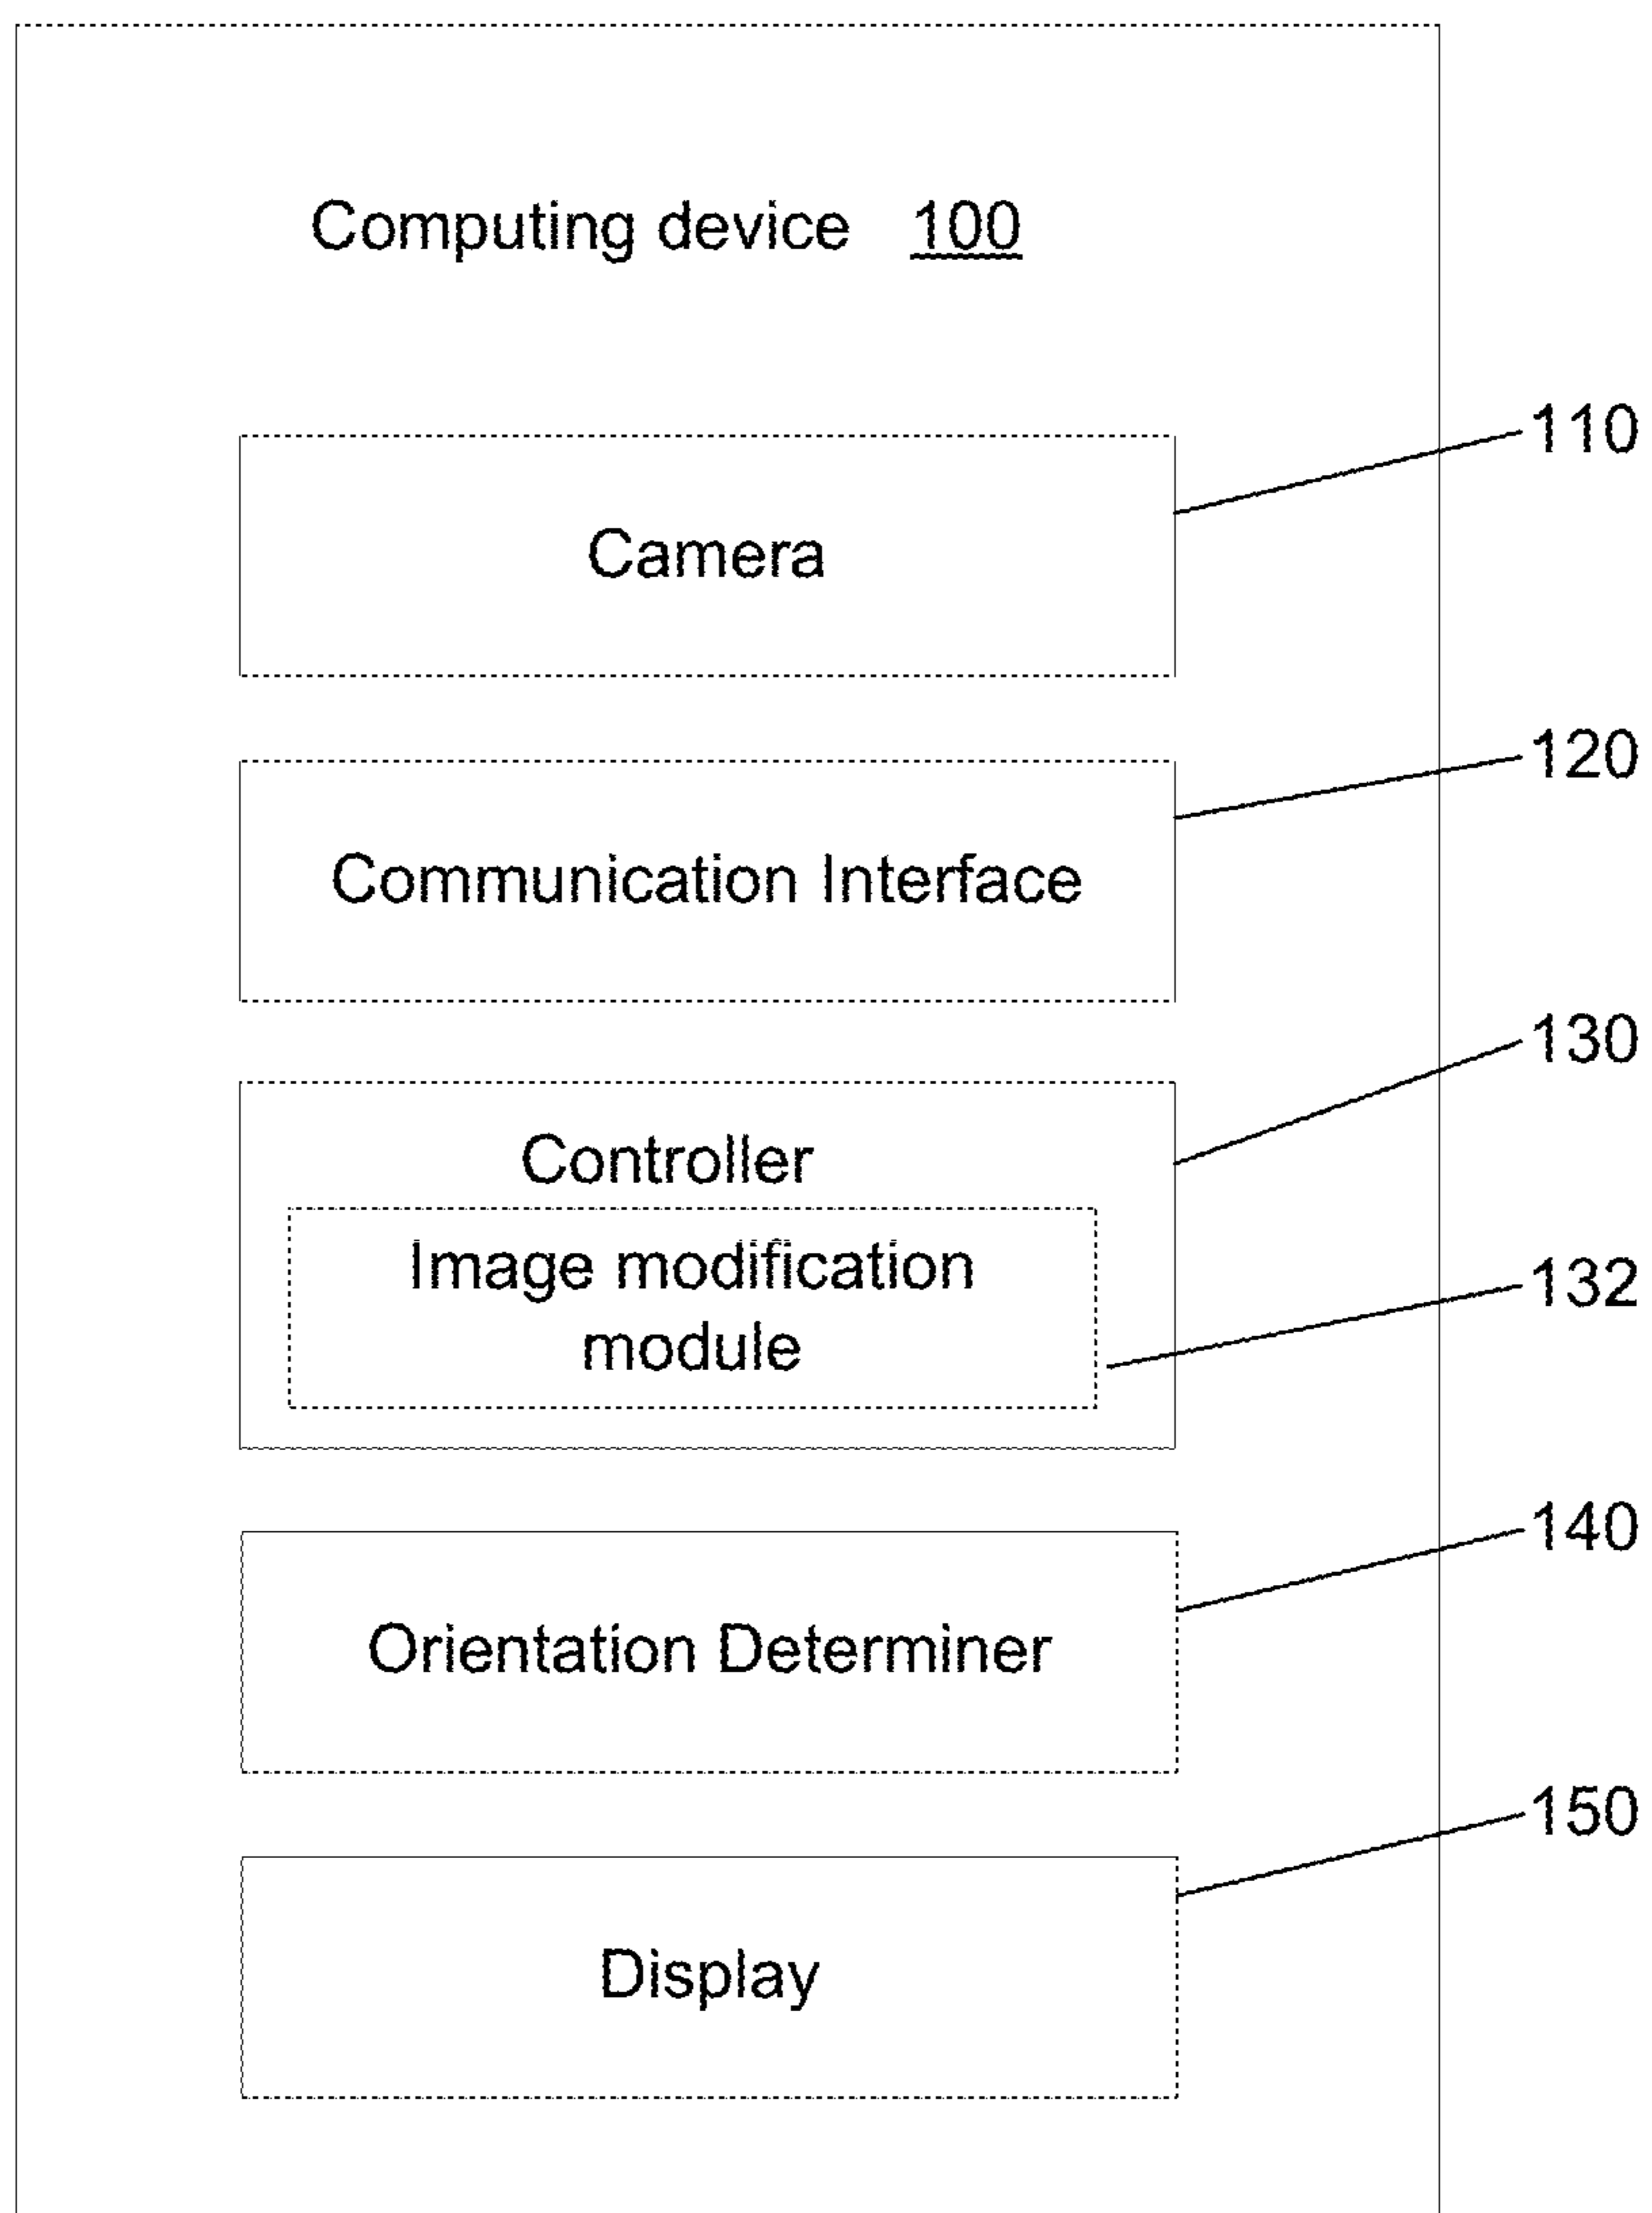 Computing device 100
110
Camera
120
Communication Interface
130
Controller
Image modification
module
132
140
Orientation Determiner
150
Display